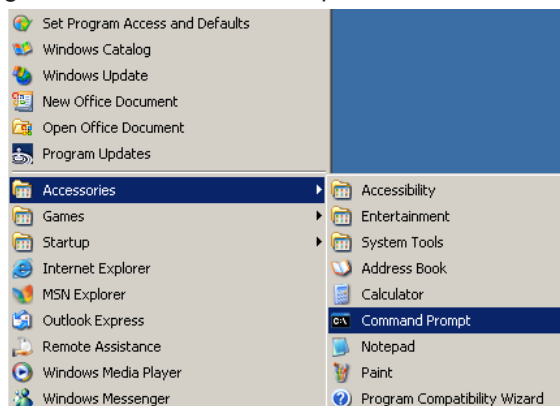 Set Program Access and Defaults
Windows Catalog
Windows Update
New Office Document
Open Office Document
Program Updates
Accessories
Games
Startup
Internet Explorer
MSN Explorer
Outlook Express
Remote Assistance
Windows Media Player
Windows Messenger
Accessibility
Entertainment
System Tools
Address Book
Calculator
C:\ Command Prompt
Notepad
Paint
Program Compatibility Wizard